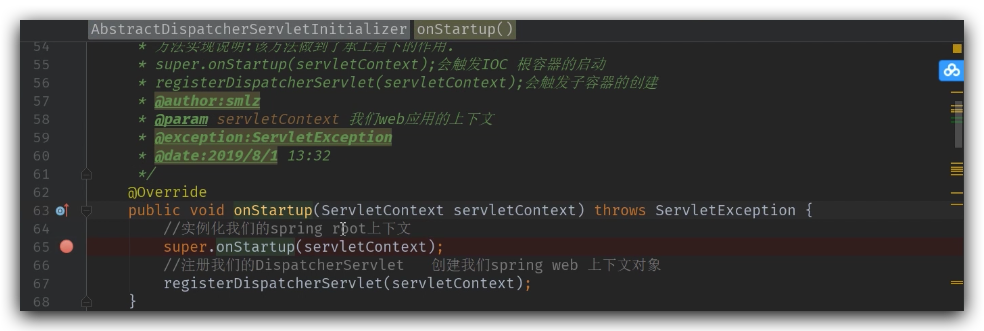 AbstractDispatcherServletInitializer onStartup()
54 * 方法实现说明:该方法做到了承上启下的作用.
55 * super.onStartup(servletContext);会触发IOC 根容器的启动
56 * registerDispatcherServlet(servletContext);会触发子容器的创建
57 * @author:smlz
58 * @param servletContext 我们web应用的上下文
59 * @exception:ServletException
60 * @date:2019/8/1 13:32
61 */
62 @Override
63 public void onStartup(ServletContext servletContext) throws ServletException {
64 //实例化我们的spring root上下文
65 super.onStartup(servletContext);
66 //注册我们的DispatcherServlet 创建我们spring web 上下文对象
67 registerDispatcherServlet(servletContext);
68 }